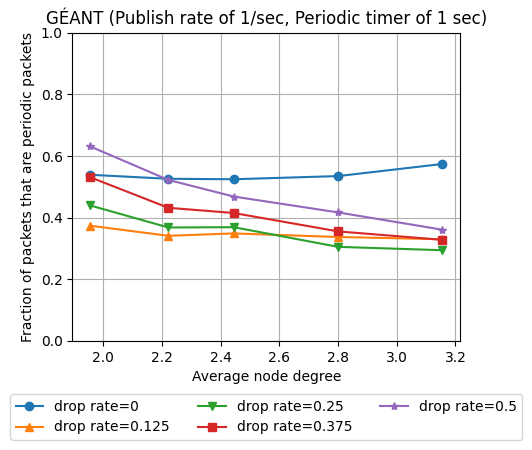 GÉANT (Publish rate of 1/sec, Periodic timer of 1 sec)
Fraction of packets that are periodic packets
1.0
0.8
0.6
0.4
0.2
0.0
2.0 2.2 2.4 2.6 2.8 3.0 3.2
Average node degree
drop rate=0 drop rate=0.25 drop rate=0.5
drop rate=0.125 drop rate=0.375